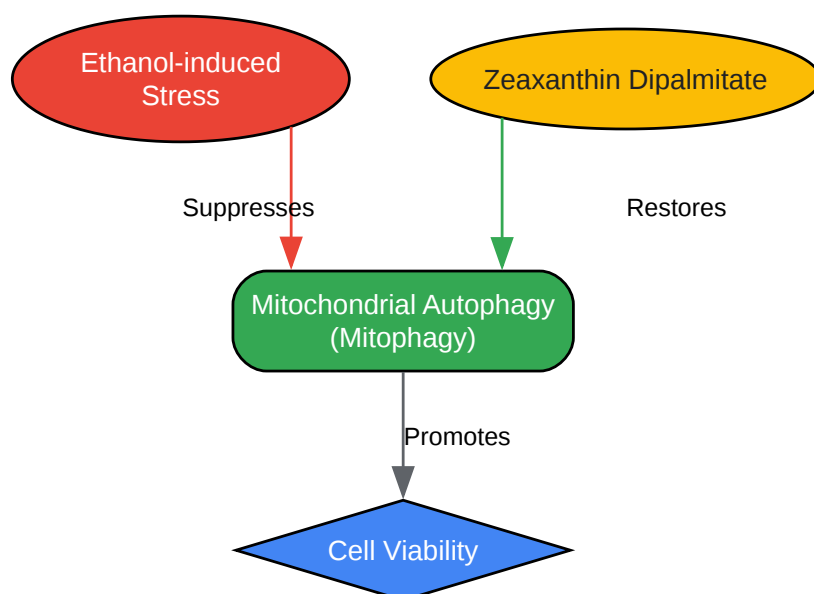 Ethanol-induced
Stress
Zeaxanthin Dipalmitate
Suppresses
Restores
Mitochondrial Autophagy
(Mitophagy)
Promotes
Cell Viability